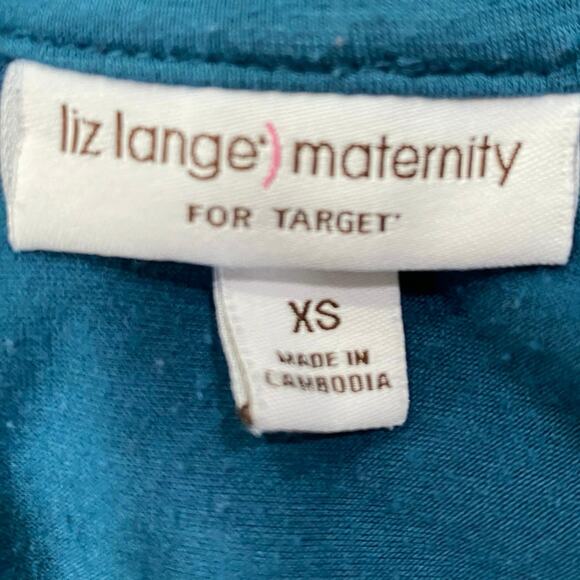 liz lange) maternity
FOR TARGET
XS
MADE IN
CAMBODIA